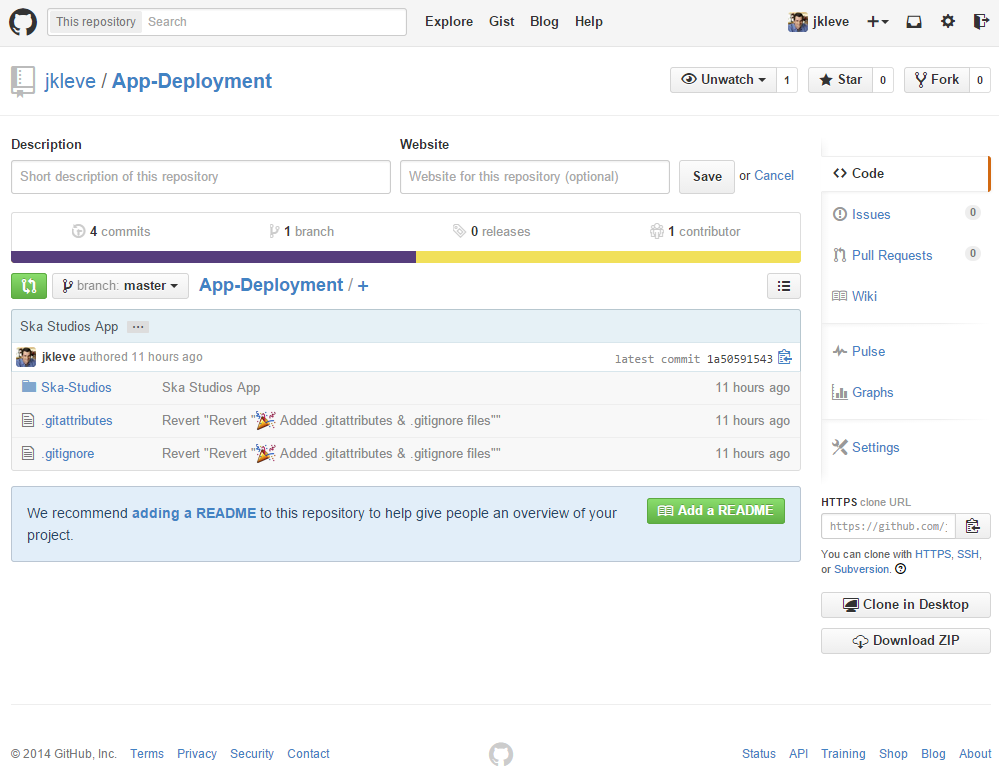 This repository Search Explore Gist Blog Help jkleve
jkleve / App-Deployment Unwatch 1 Star 0 Fork 0
Description Website
Short description of this repository Website for this repository (optional) Save or Cancel
4 commits 1 branch 0 releases 1 contributor
branch: master App-Deployment / +
Ska Studios App …
jkleve authored 11 hours ago latest commit 1a50591543
Ska-Studios Ska Studios App 11 hours ago
.gitattributes Revert "Revert "🎉 Added .gitattributes & .gitignore files"" 11 hours ago
.gitignore Revert "Revert "🎉 Added .gitattributes & .gitignore files"" 11 hours ago
We recommend adding a README to this repository to help give people an overview of your
project.
Add a README
Code
Issues 0
Pull Requests 0
Wiki
Pulse
Graphs
Settings
HTTPS clone URL
https://github.com/
You can clone with HTTPS, SSH,
or Subversion.
Clone in Desktop
Download ZIP
© 2014 GitHub, Inc. Terms Privacy Security Contact Status API Training Shop Blog About